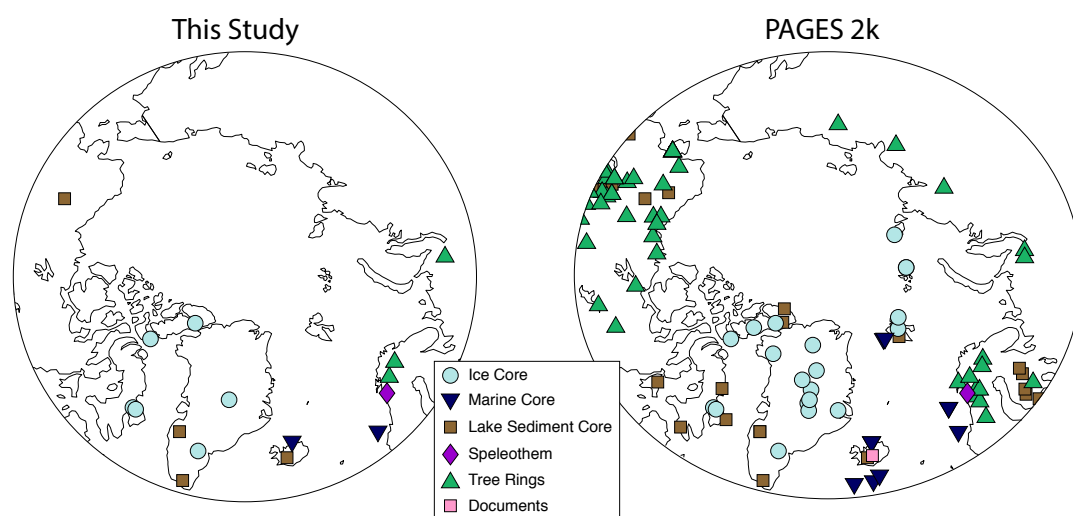 This Study
PAGES 2k
Ice Core
Marine Core
Lake Sediment Core
Speleothem
Tree Rings
Documents